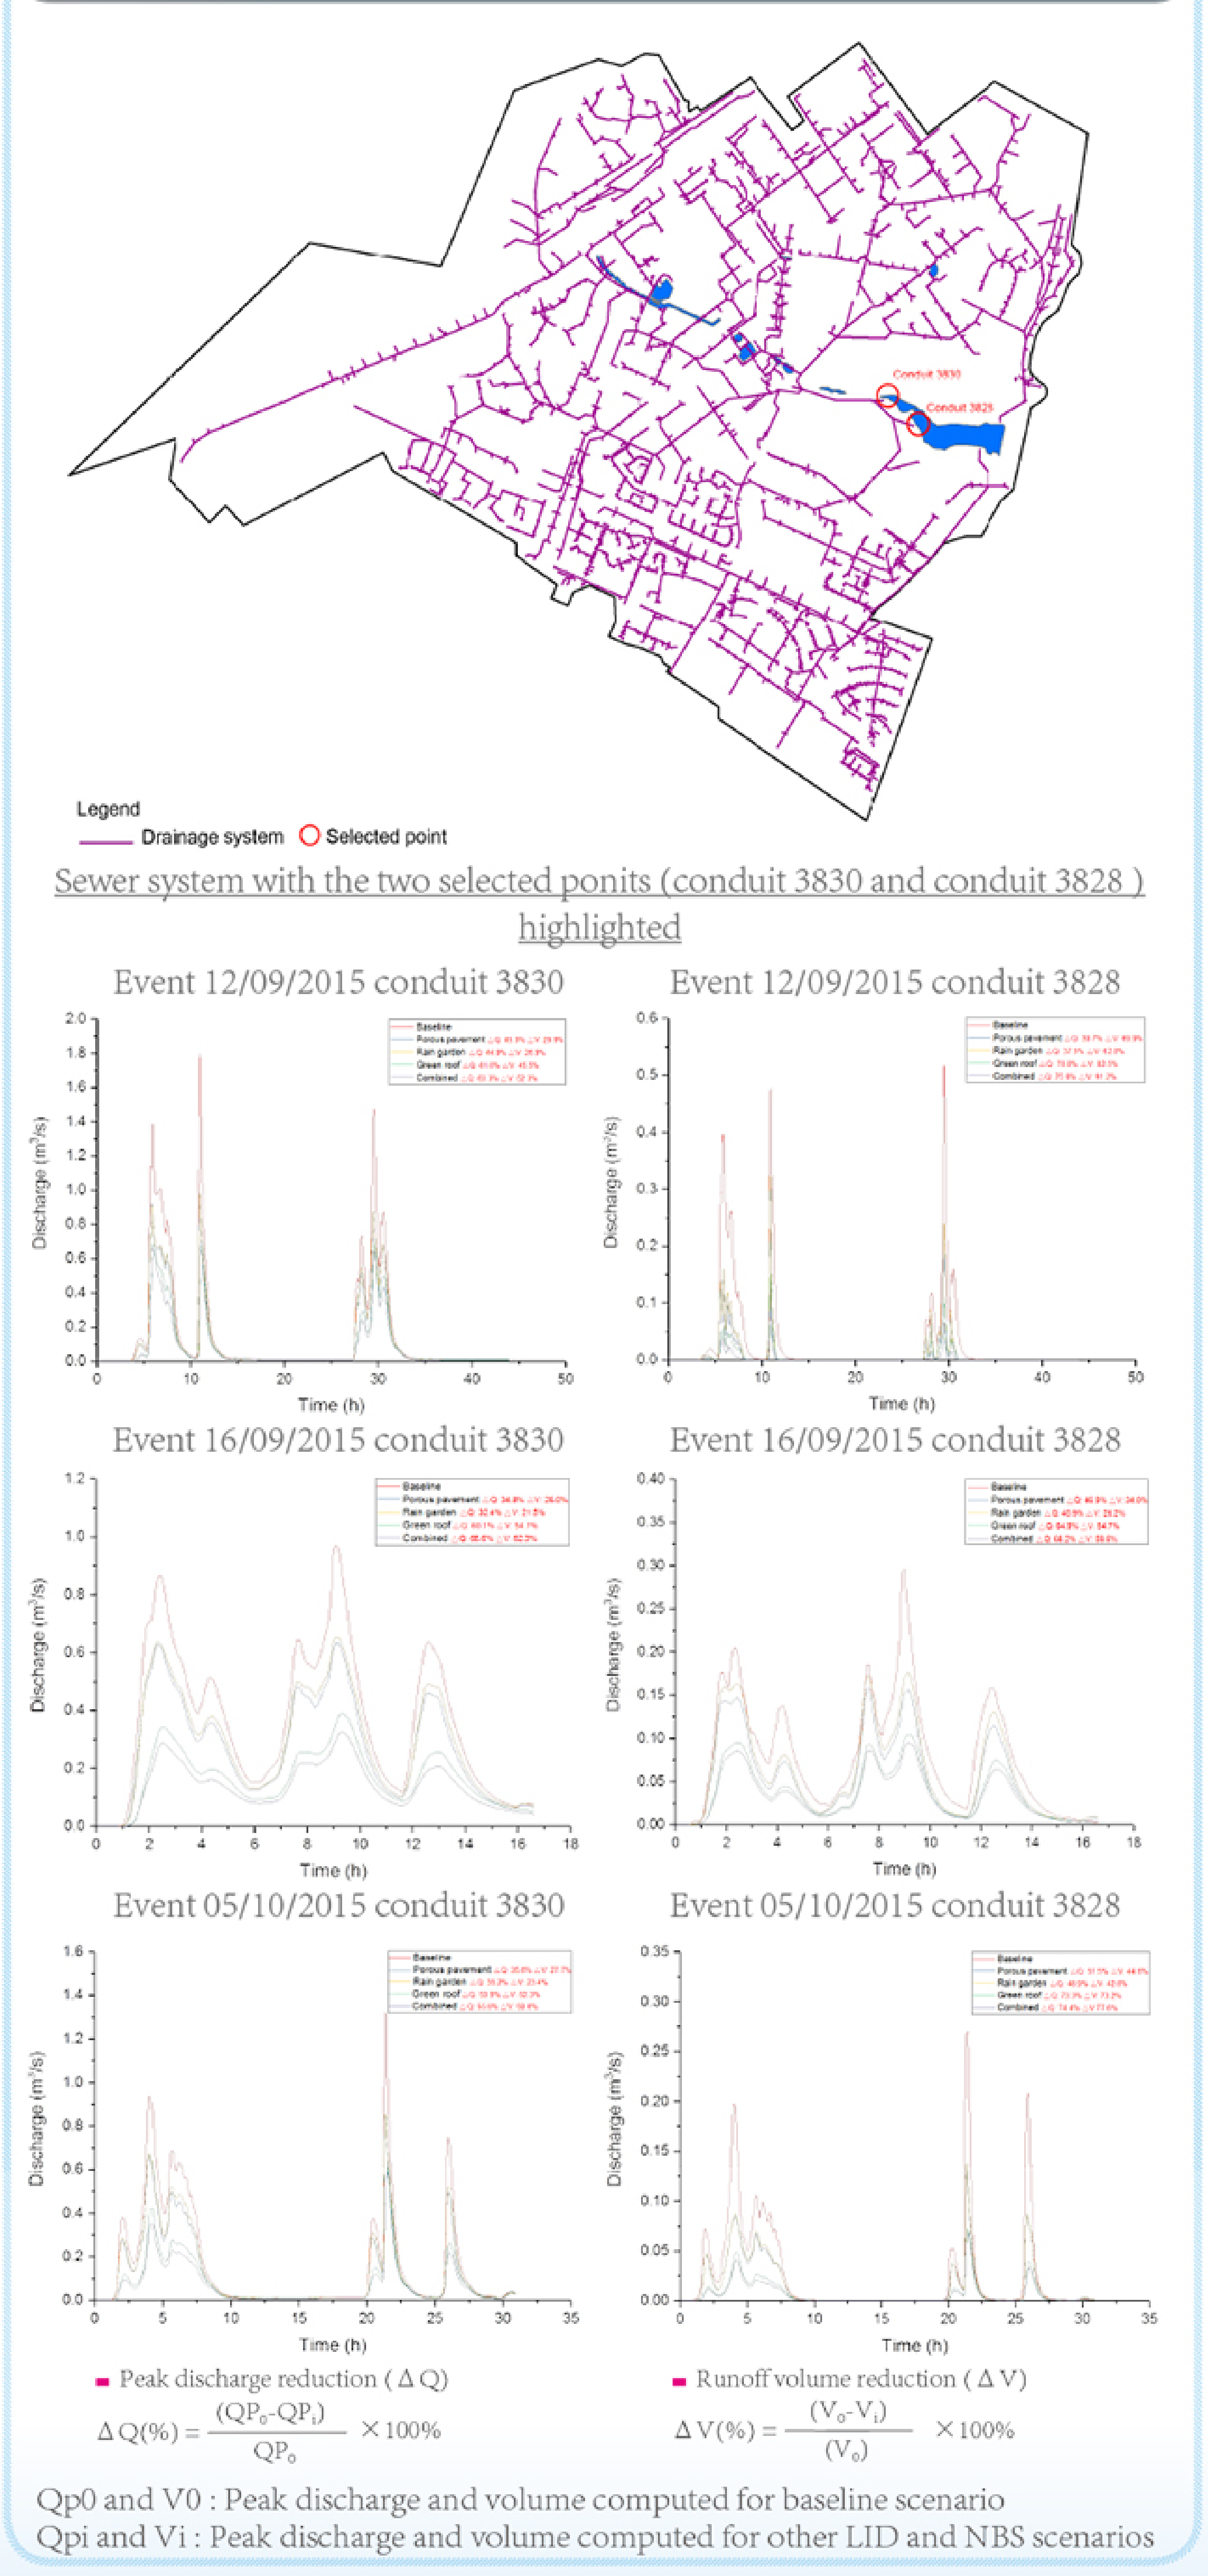 Conduit 3830
Conduit 3828
Legend
Drainage system
Selected point
Sewer system with the two selected ponits (conduit 3830 and conduit 3828 )
highlighted
Event 12/09/2015 conduit 3830
2.0
1.8
1.6
1.4
1.2
1.0
0.8
0.6
0.4
0.2
0.0
Discharge (m³/s)
Baseline
Porous pavement
Rain garden
Green roof
Combined
0 10 20 30 40 50
Time (h)
Event 12/09/2015 conduit 3828
0.6
0.5
0.4
0.3
0.2
0.1
0.0
Discharge (m³/s)
Baseline
Porous pavement
Rain garden
Green roof
Combined
0 10 20 30 40 50
Time (h)
Event 16/09/2015 conduit 3830
1.2
1.0
0.8
0.6
0.4
0.2
0.0
Discharge (m³/s)
Baseline
Porous pavement
Rain garden
Green roof
Combined
0 2 4 6 8 10 12 14 16 18
Time (h)
Event 16/09/2015 conduit 3828
0.40
0.35
0.30
0.25
0.20
0.15
0.10
0.05
0.00
Discharge (m³/s)
Baseline
Porous pavement
Rain garden
Green roof
Combined
0 2 4 6 8 10 12 14 16 18
Time (h)
Event 05/10/2015 conduit 3830
1.6
1.4
1.2
1.0
0.8
0.6
0.4
0.2
0.0
Discharge (m³/s)
Baseline
Porous pavement
Rain garden
Green roof
Combined
0 5 10 15 20 25 30 35
Time (h)
Event 05/10/2015 conduit 3828
0.35
0.30
0.25
0.20
0.15
0.10
0.05
0.00
Discharge (m³/s)
Baseline
Porous pavement
Rain garden
Green roof
Combined
0 5 10 15 20 25 30 35
Time (h)
Peak discharge reduction ( Δ Q)
Δ Q(%) = (QP₀-QPᵢ) / QP₀ ×100%
Runoff volume reduction ( Δ V)
Δ V(%) = (V₀-Vᵢ) / (V₀) ×100%
Qp0 and V0 : Peak discharge and volume computed for baseline scenario
Qpi and Vi : Peak discharge and volume computed for other LID and NBS scenarios